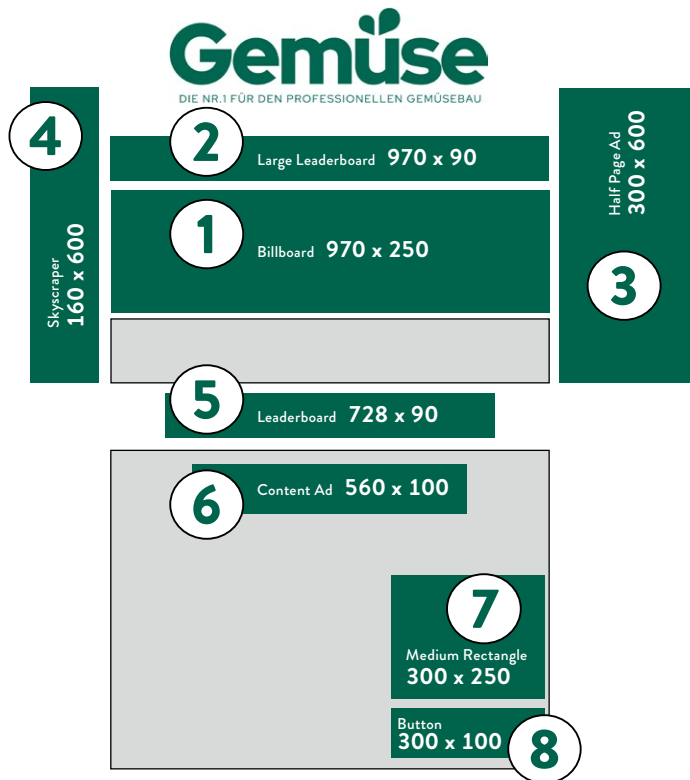 Gemüse
DIE NR.1 FÜR DEN PROFESSIONELLEN GEMÜSEBAU
4
Skyscraper
160 x 600
2
Large Leaderboard 970 x 90
1
Billboard 970 x 250
Half Page Ad
300 x 600
3
5
Leaderboard 728 x 90
6
Content Ad 560 x 100
7
Medium Rectangle
300 x 250
Button
300 x 100
8